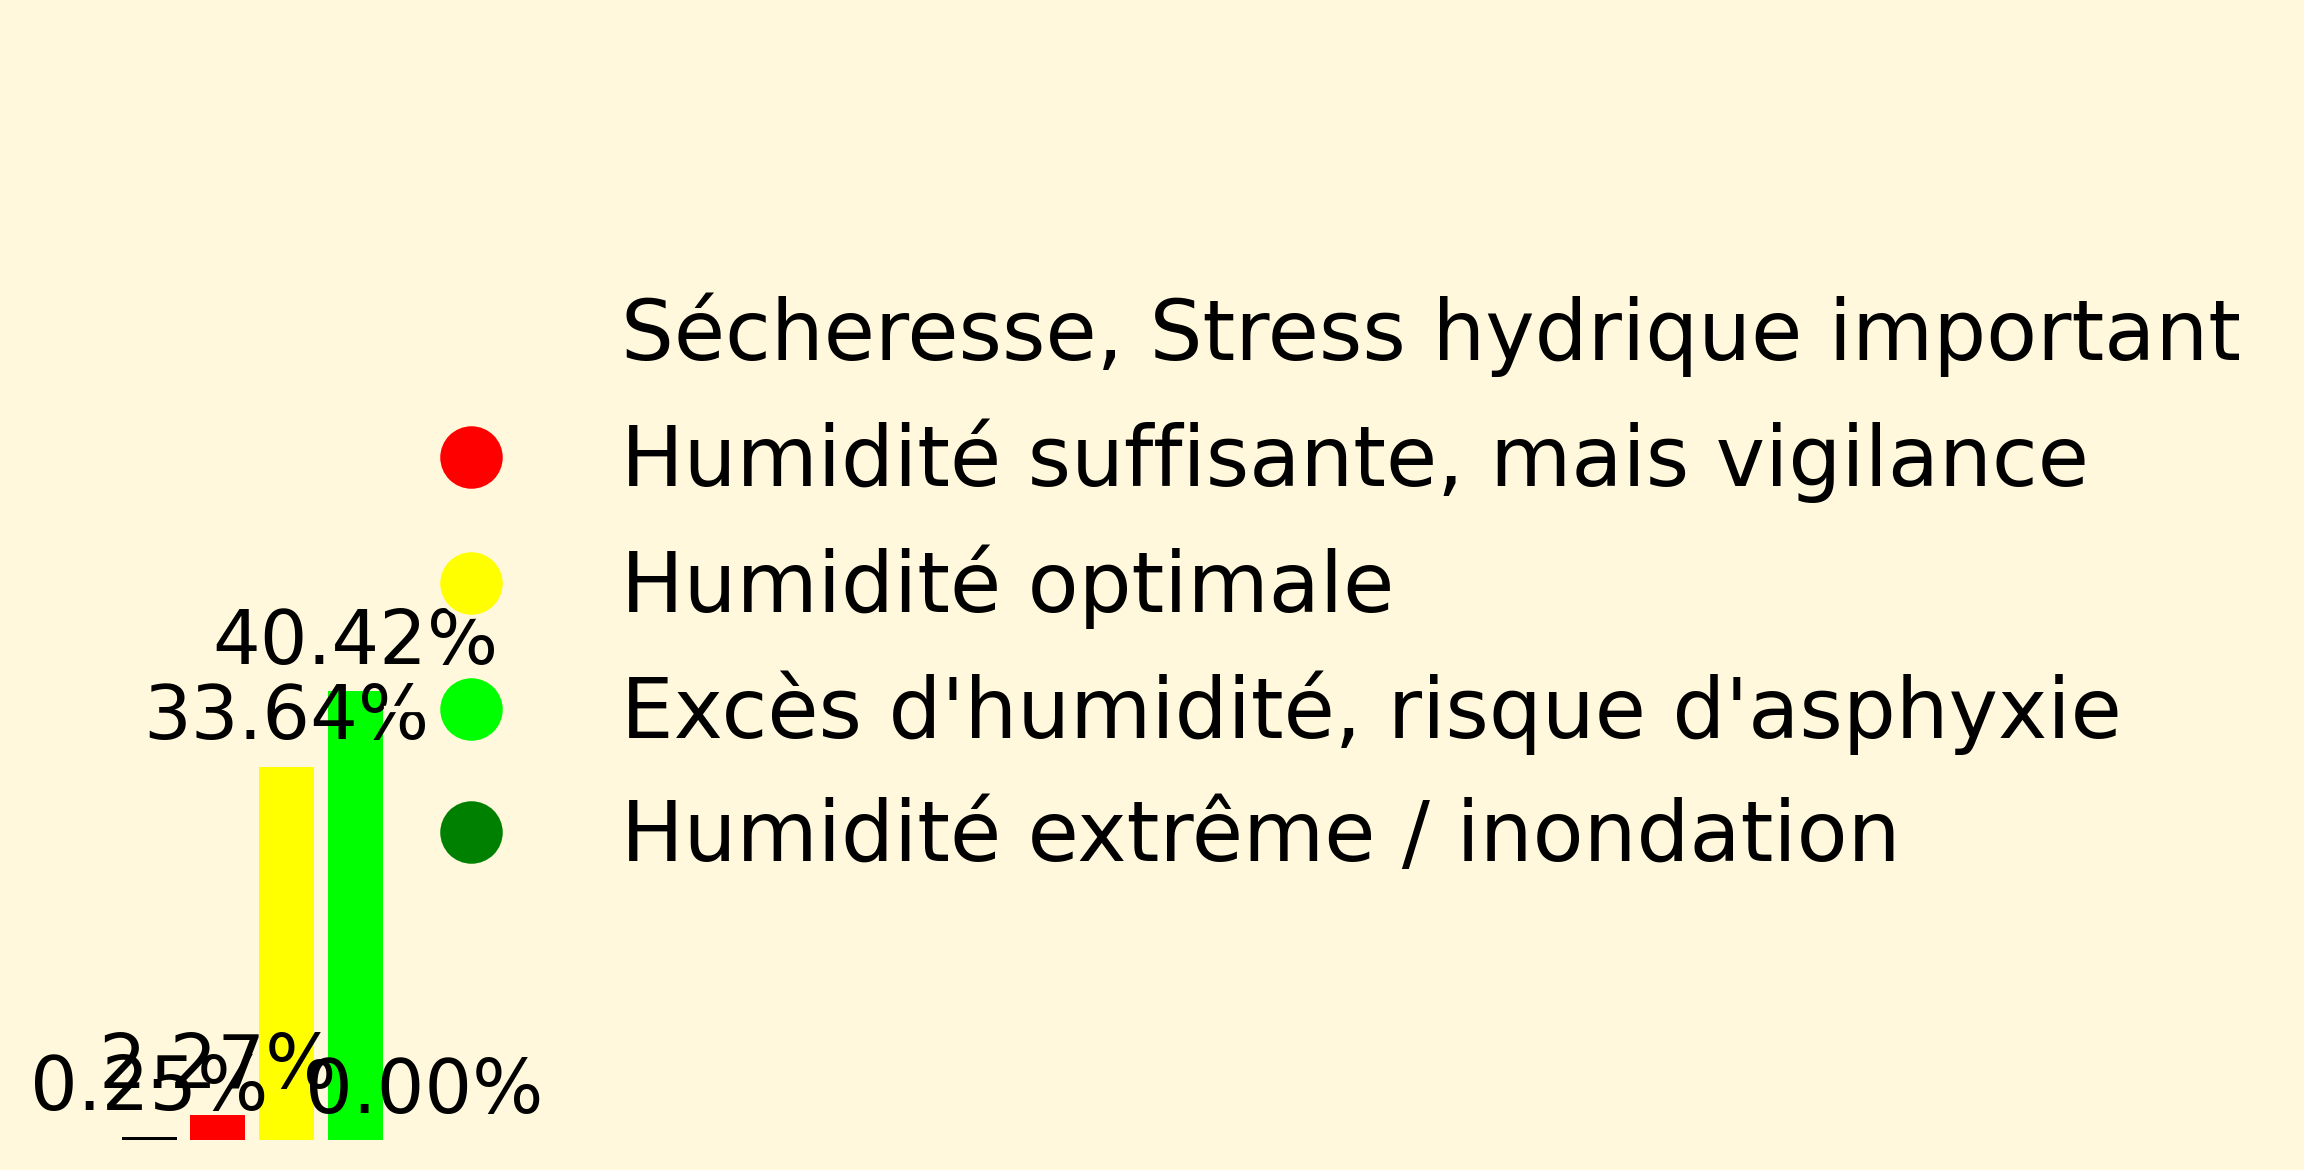 Sécheresse, Stress hydrique important
Humidité suffisante, mais vigilance
Humidité optimale
40.42%
33.64%
Excès d'humidité, risque d'asphyxie
Humidité extrême / inondation
2.27%
0.25%
0.00%